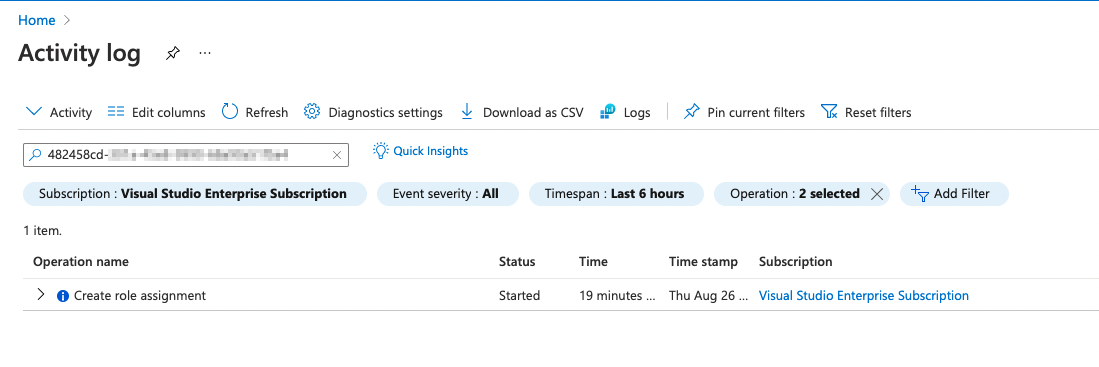 Home
Activity log
Activity Edit columns Refresh Diagnostics settings Download as CSV Logs Pin current filters Reset filters
482458cd-
Quick Insights
Subscription : Visual Studio Enterprise Subscription Event severity : All Timespan : Last 6 hours Operation : 2 selected Add Filter
1 item.
Operation name Status Time Time stamp Subscription
Create role assignment Started 19 minutes ... Thu Aug 26 ... Visual Studio Enterprise Subscription